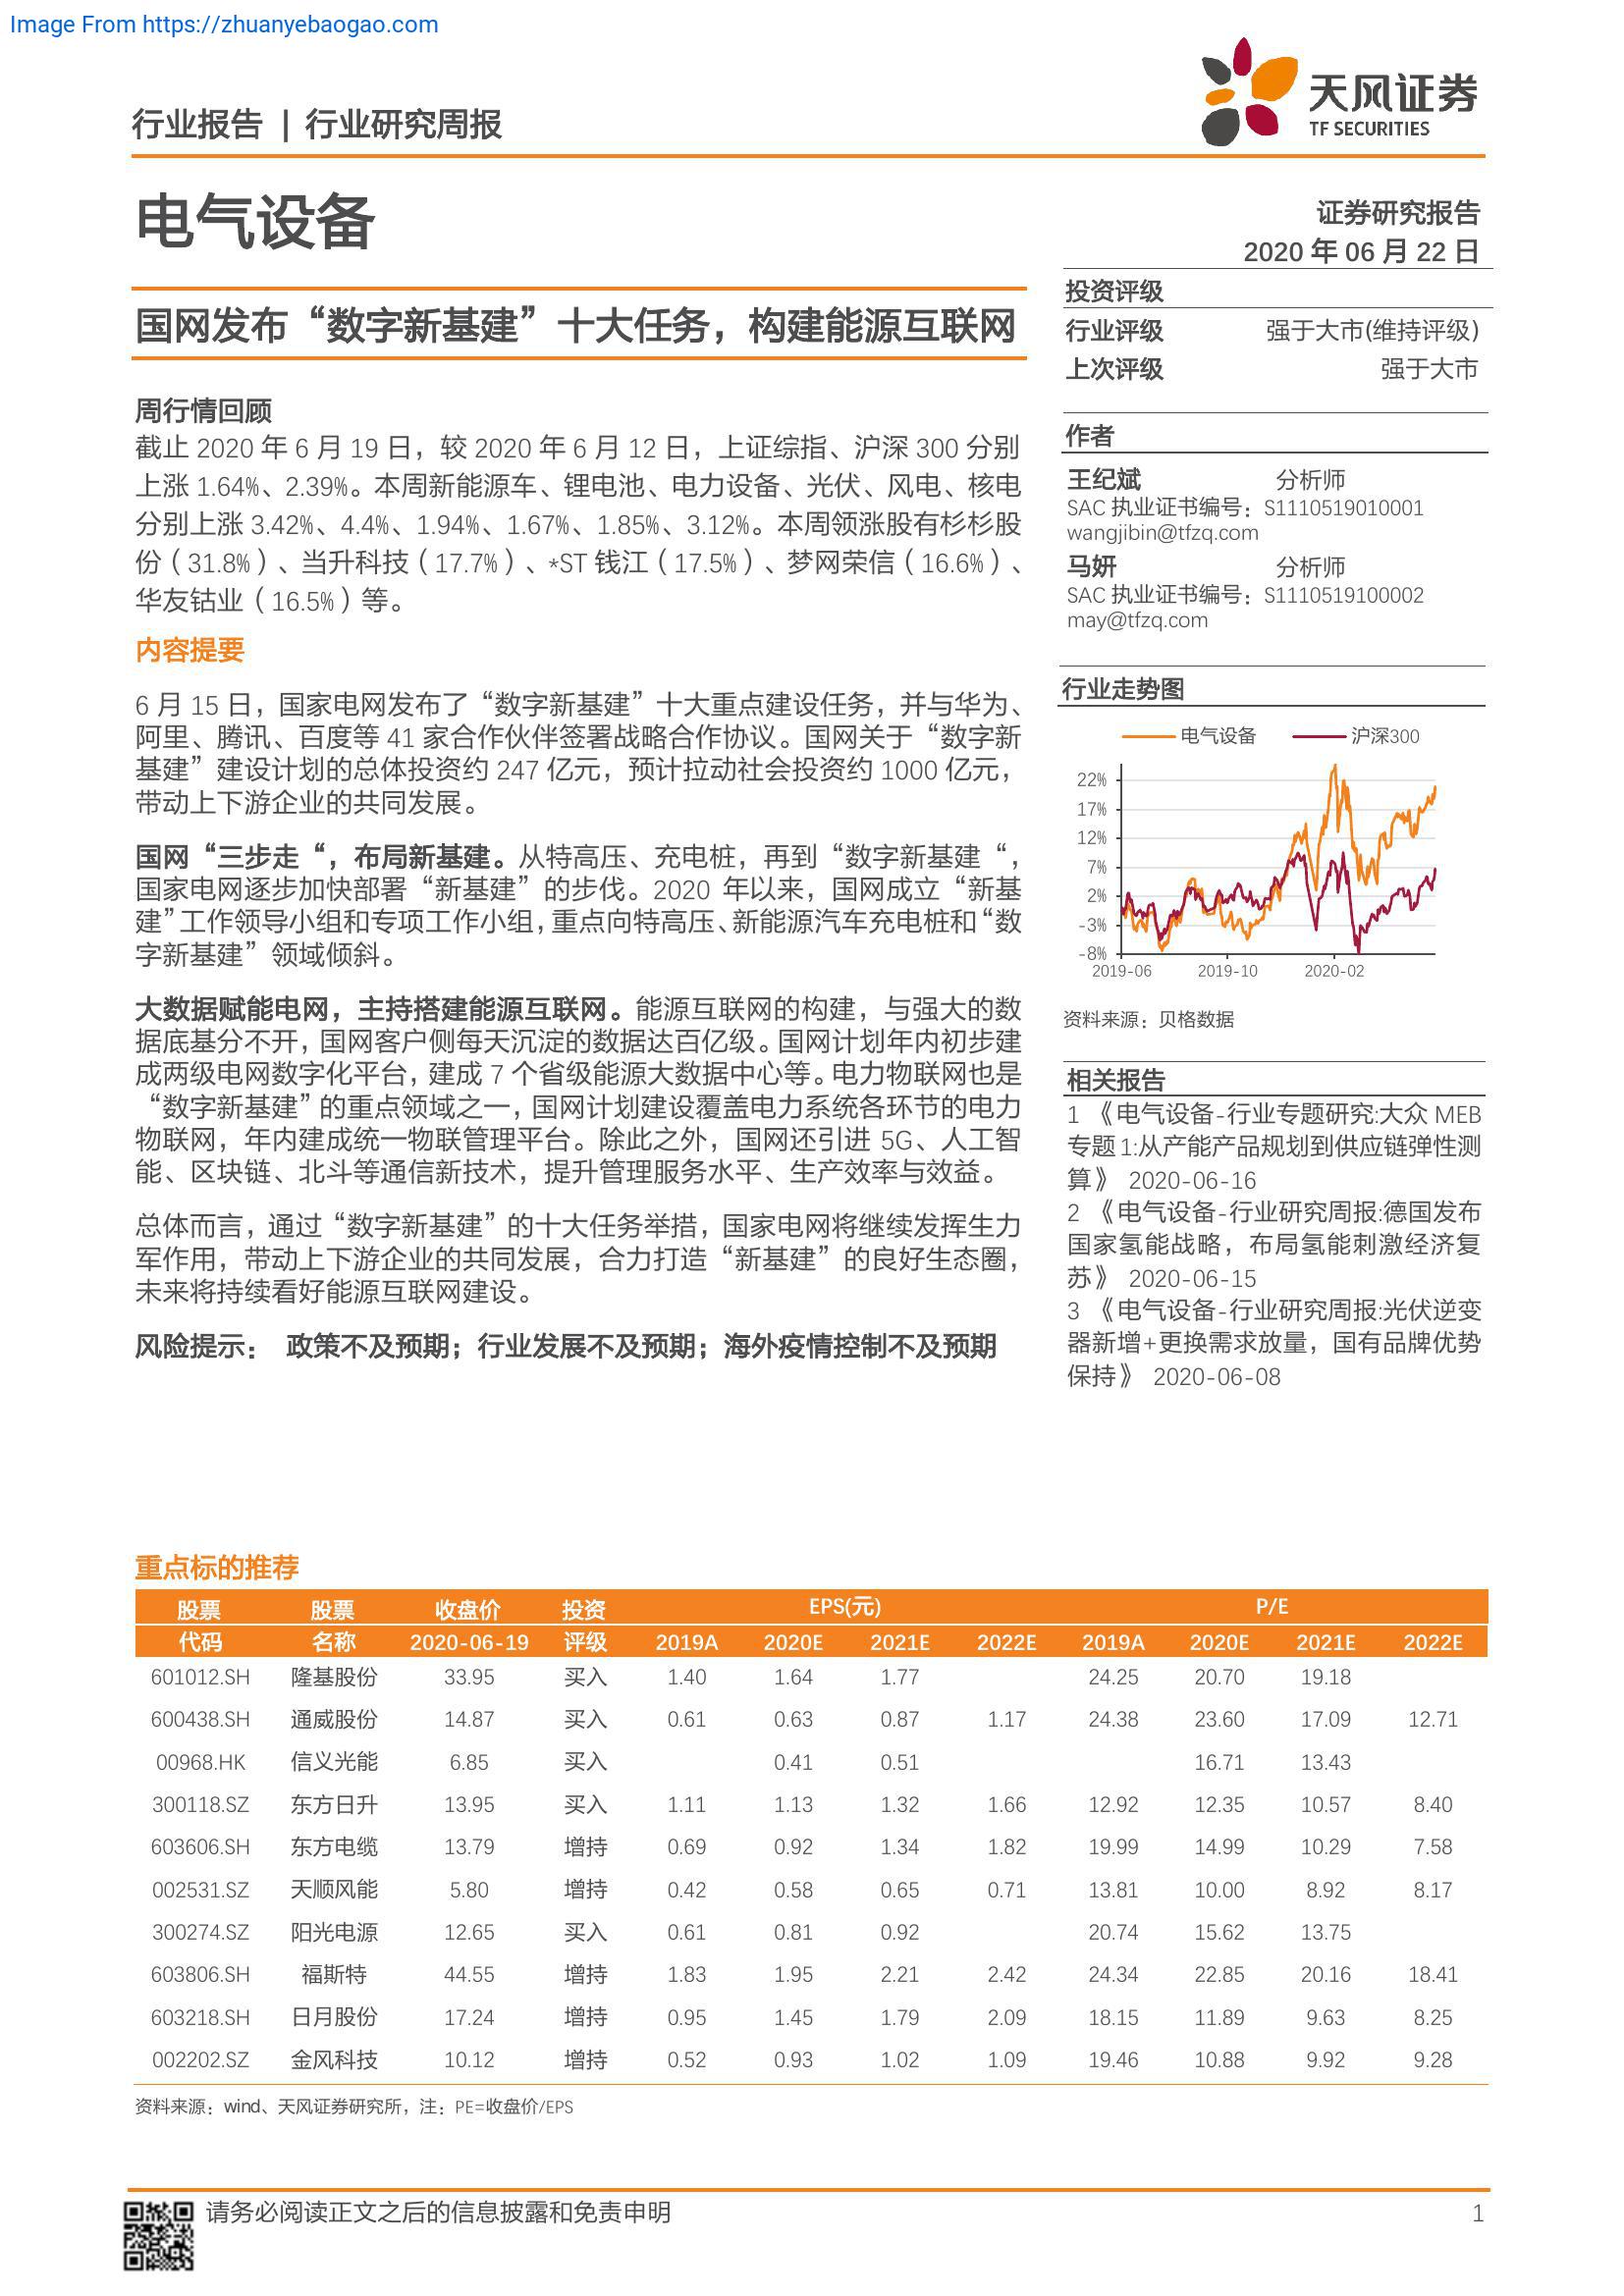 Image From https://zhuanyebaogao.com
行业报告 | 行业研究周报
天风证券
TF SECURITIES
电气设备
证券研究报告
2020 年 06 月 22 日
国网发布“数字新基建”十大任务，构建能源互联网
周行情回顾
截止 2020 年 6 月 19 日，较 2020 年 6 月 12 日，上证综指、沪深 300 分别
上涨 1.64%、2.39%。本周新能源车、锂电池、电力设备、光伏、风电、核电
分别上涨 3.42%、4.4%、1.94%、1.67%、1.85%、3.12%。本周领涨股有杉杉股
份（31.8%）、当升科技（17.7%）、*ST 钱江（17.5%）、梦网荣信（16.6%）、
华友钴业（16.5%）等。
内容提要
6 月 15 日，国家电网发布了“数字新基建”十大重点建设任务，并与华为、
阿里、腾讯、百度等 41 家合作伙伴签署战略合作协议。国网关于“数字新
基建”建设计划的总体投资约 247 亿元，预计拉动社会投资约 1000 亿元，
带动上下游企业的共同发展。
国网“三步走“，布局新基建。从特高压、充电桩，再到“数字新基建“，
国家电网逐步加快部署“新基建”的步伐。2020 年以来，国网成立“新基
建”工作领导小组和专项工作小组，重点向特高压、新能源汽车充电桩和“数
字新基建”领域倾斜。
大数据赋能电网，主持搭建能源互联网。能源互联网的构建，与强大的数
据底基分不开，国网客户侧每天沉淀的数据达百亿级。国网计划年内初步建
成两级电网数字化平台，建成 7 个省级能源大数据中心等。电力物联网也是
“数字新基建”的重点领域之一，国网计划建设覆盖电力系统各环节的电力
物联网，年内建成统一物联管理平台。除此之外，国网还引进 5G、人工智
能、区块链、北斗等通信新技术，提升管理服务水平、生产效率与效益。
总体而言，通过“数字新基建”的十大任务举措，国家电网将继续发挥生力
军作用，带动上下游企业的共同发展，合力打造“新基建”的良好生态圈，
未来将持续看好能源互联网建设。
风险提示： 政策不及预期；行业发展不及预期；海外疫情控制不及预期
投资评级
行业评级 强于大市(维持评级)
上次评级 强于大市
作者
王纪斌 分析师
SAC 执业证书编号：S1110519010001
wangjibin@tfzq.com
马妍 分析师
SAC 执业证书编号：S1110519100002
may@tfzq.com
行业走势图
电气设备 沪深300
22%
17%
12%
7%
2%
-3%
-8%
2019-06 2019-10 2020-02
资料来源：贝格数据
相关报告
1 《电气设备-行业专题研究:大众 MEB
专题 1:从产能产品规划到供应链弹性测
算》 2020-06-16
2 《电气设备-行业研究周报:德国发布
国家氢能战略，布局氢能刺激经济复
苏》 2020-06-15
3 《电气设备-行业研究周报:光伏逆变
器新增+更换需求放量，国有品牌优势
保持》 2020-06-08
重点标的推荐
股票 股票 收盘价 投资 EPS(元) P/E
代码 名称 2020-06-19 评级 2019A 2020E 2021E 2022E 2019A 2020E 2021E 2022E
601012.SH 隆基股份 33.95 买入 1.40 1.64 1.77 24.25 20.70 19.18
600438.SH 通威股份 14.87 买入 0.61 0.63 0.87 1.17 24.38 23.60 17.09 12.71
00968.HK 信义光能 6.85 买入 0.41 0.51 16.71 13.43
300118.SZ 东方日升 13.95 买入 1.11 1.13 1.32 1.66 12.92 12.35 10.57 8.40
603606.SH 东方电缆 13.79 增持 0.69 0.92 1.34 1.82 19.99 14.99 10.29 7.58
002531.SZ 天顺风能 5.80 增持 0.42 0.58 0.65 0.71 13.81 10.00 8.92 8.17
300274.SZ 阳光电源 12.65 买入 0.61 0.81 0.92 20.74 15.62 13.75
603806.SH 福斯特 44.55 增持 1.83 1.95 2.21 2.42 24.34 22.85 20.16 18.41
603218.SH 日月股份 17.24 增持 0.95 1.45 1.79 2.09 18.15 11.89 9.63 8.25
002202.SZ 金风科技 10.12 增持 0.52 0.93 1.02 1.09 19.46 10.88 9.92 9.28
资料来源：wind、天风证券研究所，注：PE=收盘价/EPS
请务必阅读正文之后的信息披露和免责申明 1